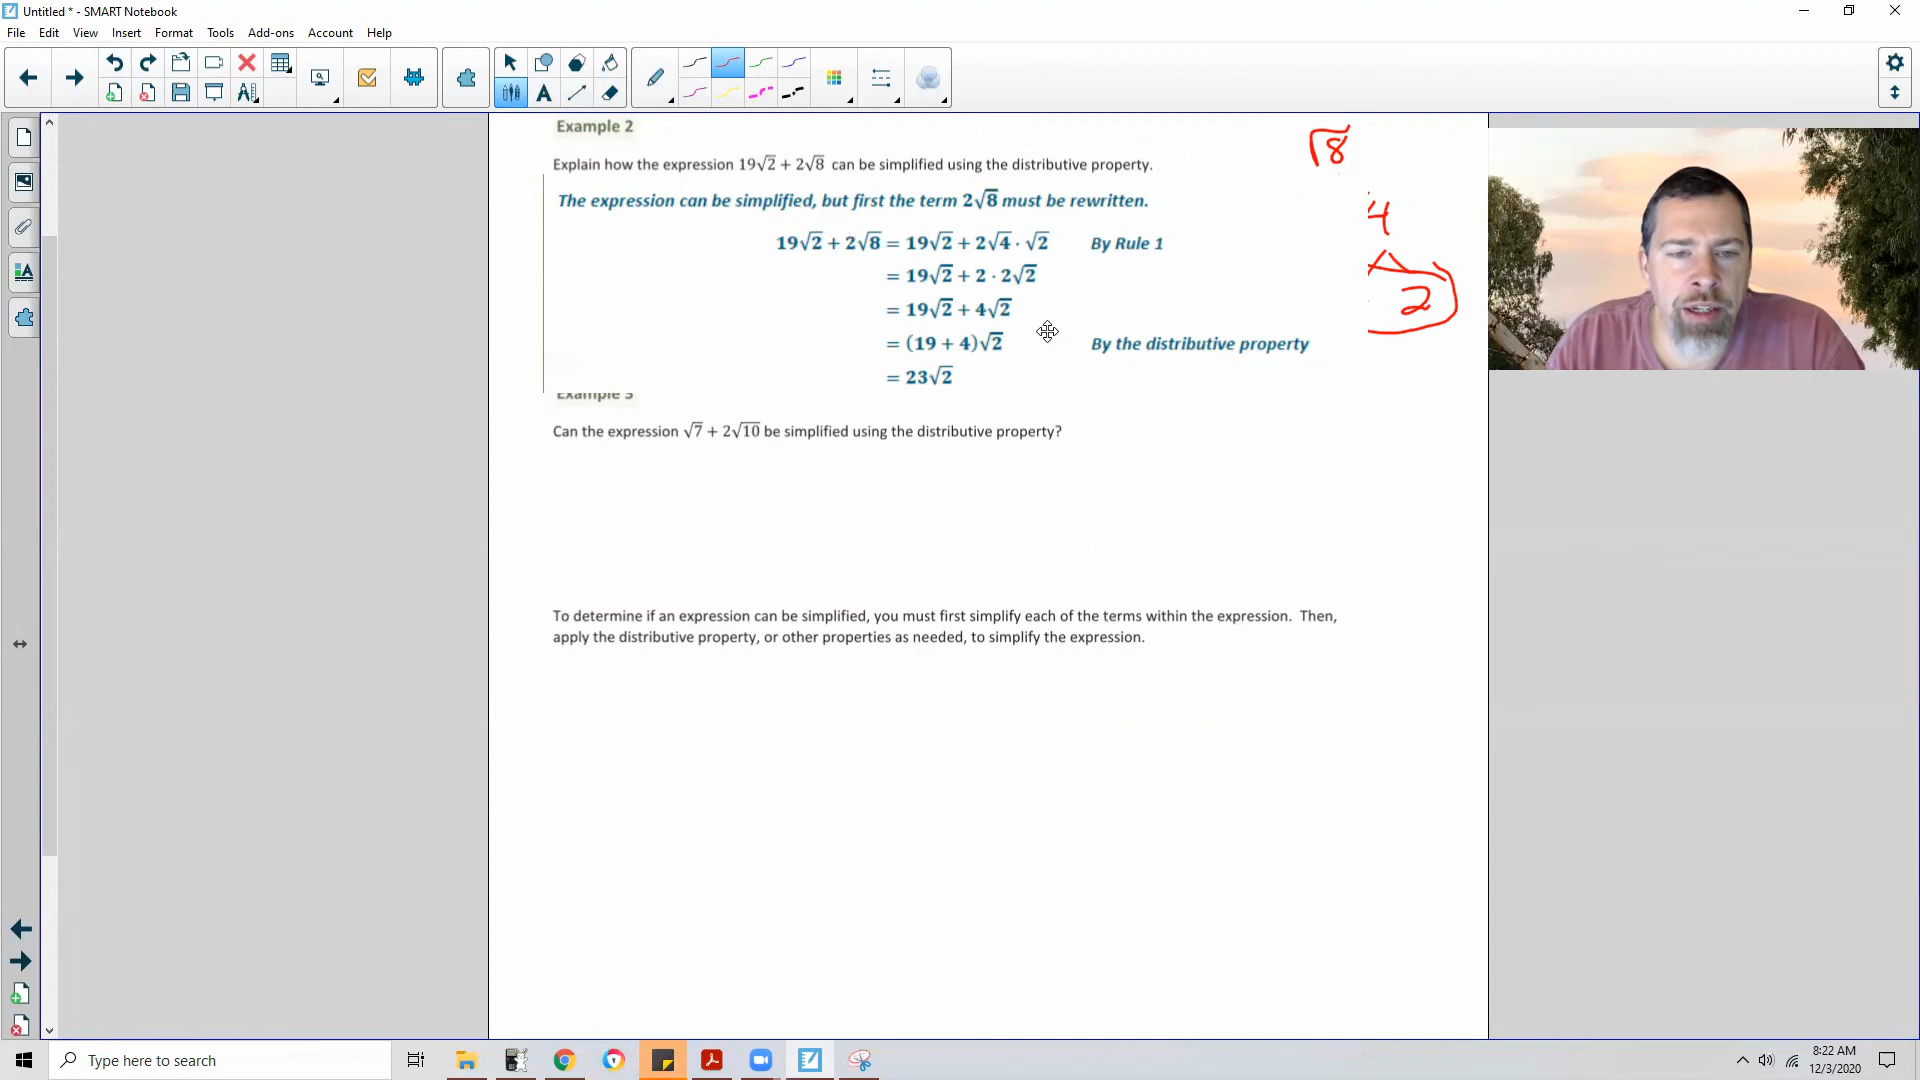 Untitled * - SMART Notebook
File Edit View Insert Format Tools Add-ons Account Help
Example 2
Explain how the expression 19√2 + 2√8 can be simplified using the distributive property.
The expression can be simplified, but first the term 2√8 must be rewritten.
19√2 + 2√8 = 19√2 + 2√4 · √2 By Rule 1
= 19√2 + 2 · 2√2
= 19√2 + 4√2
= (19 + 4)√2 By the distributive property
= 23√2
√8
4
2
Example 3
Can the expression √7 + 2√10 be simplified using the distributive property?
To determine if an expression can be simplified, you must first simplify each of the terms within the expression. Then,
apply the distributive property, or other properties as needed, to simplify the expression.
Type here to search
8:22 AM
12/3/2020